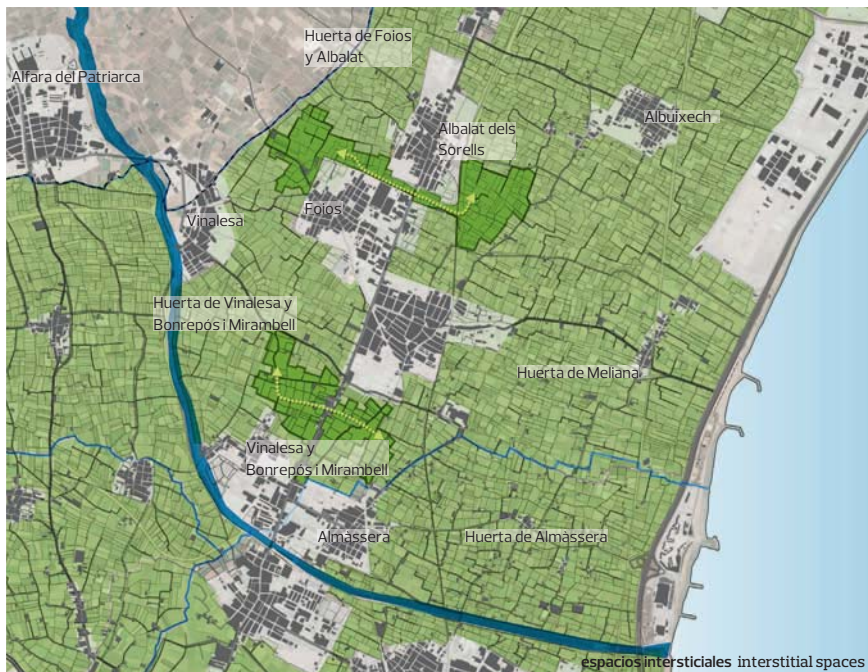 Huerta de Foios
y Albalat
Alfara del Patriarca
Albuixech
Albalat dels
Sorells
Foios
Vinalesa
Huerta de Vinalesa y
Bonrepós i Mirambell
Huerta de Meliana
Vinalesa y
Bonrepós i Mirambell
Almàssera
Huerta de Almàssera
espacios intersticiales interstitial spaces